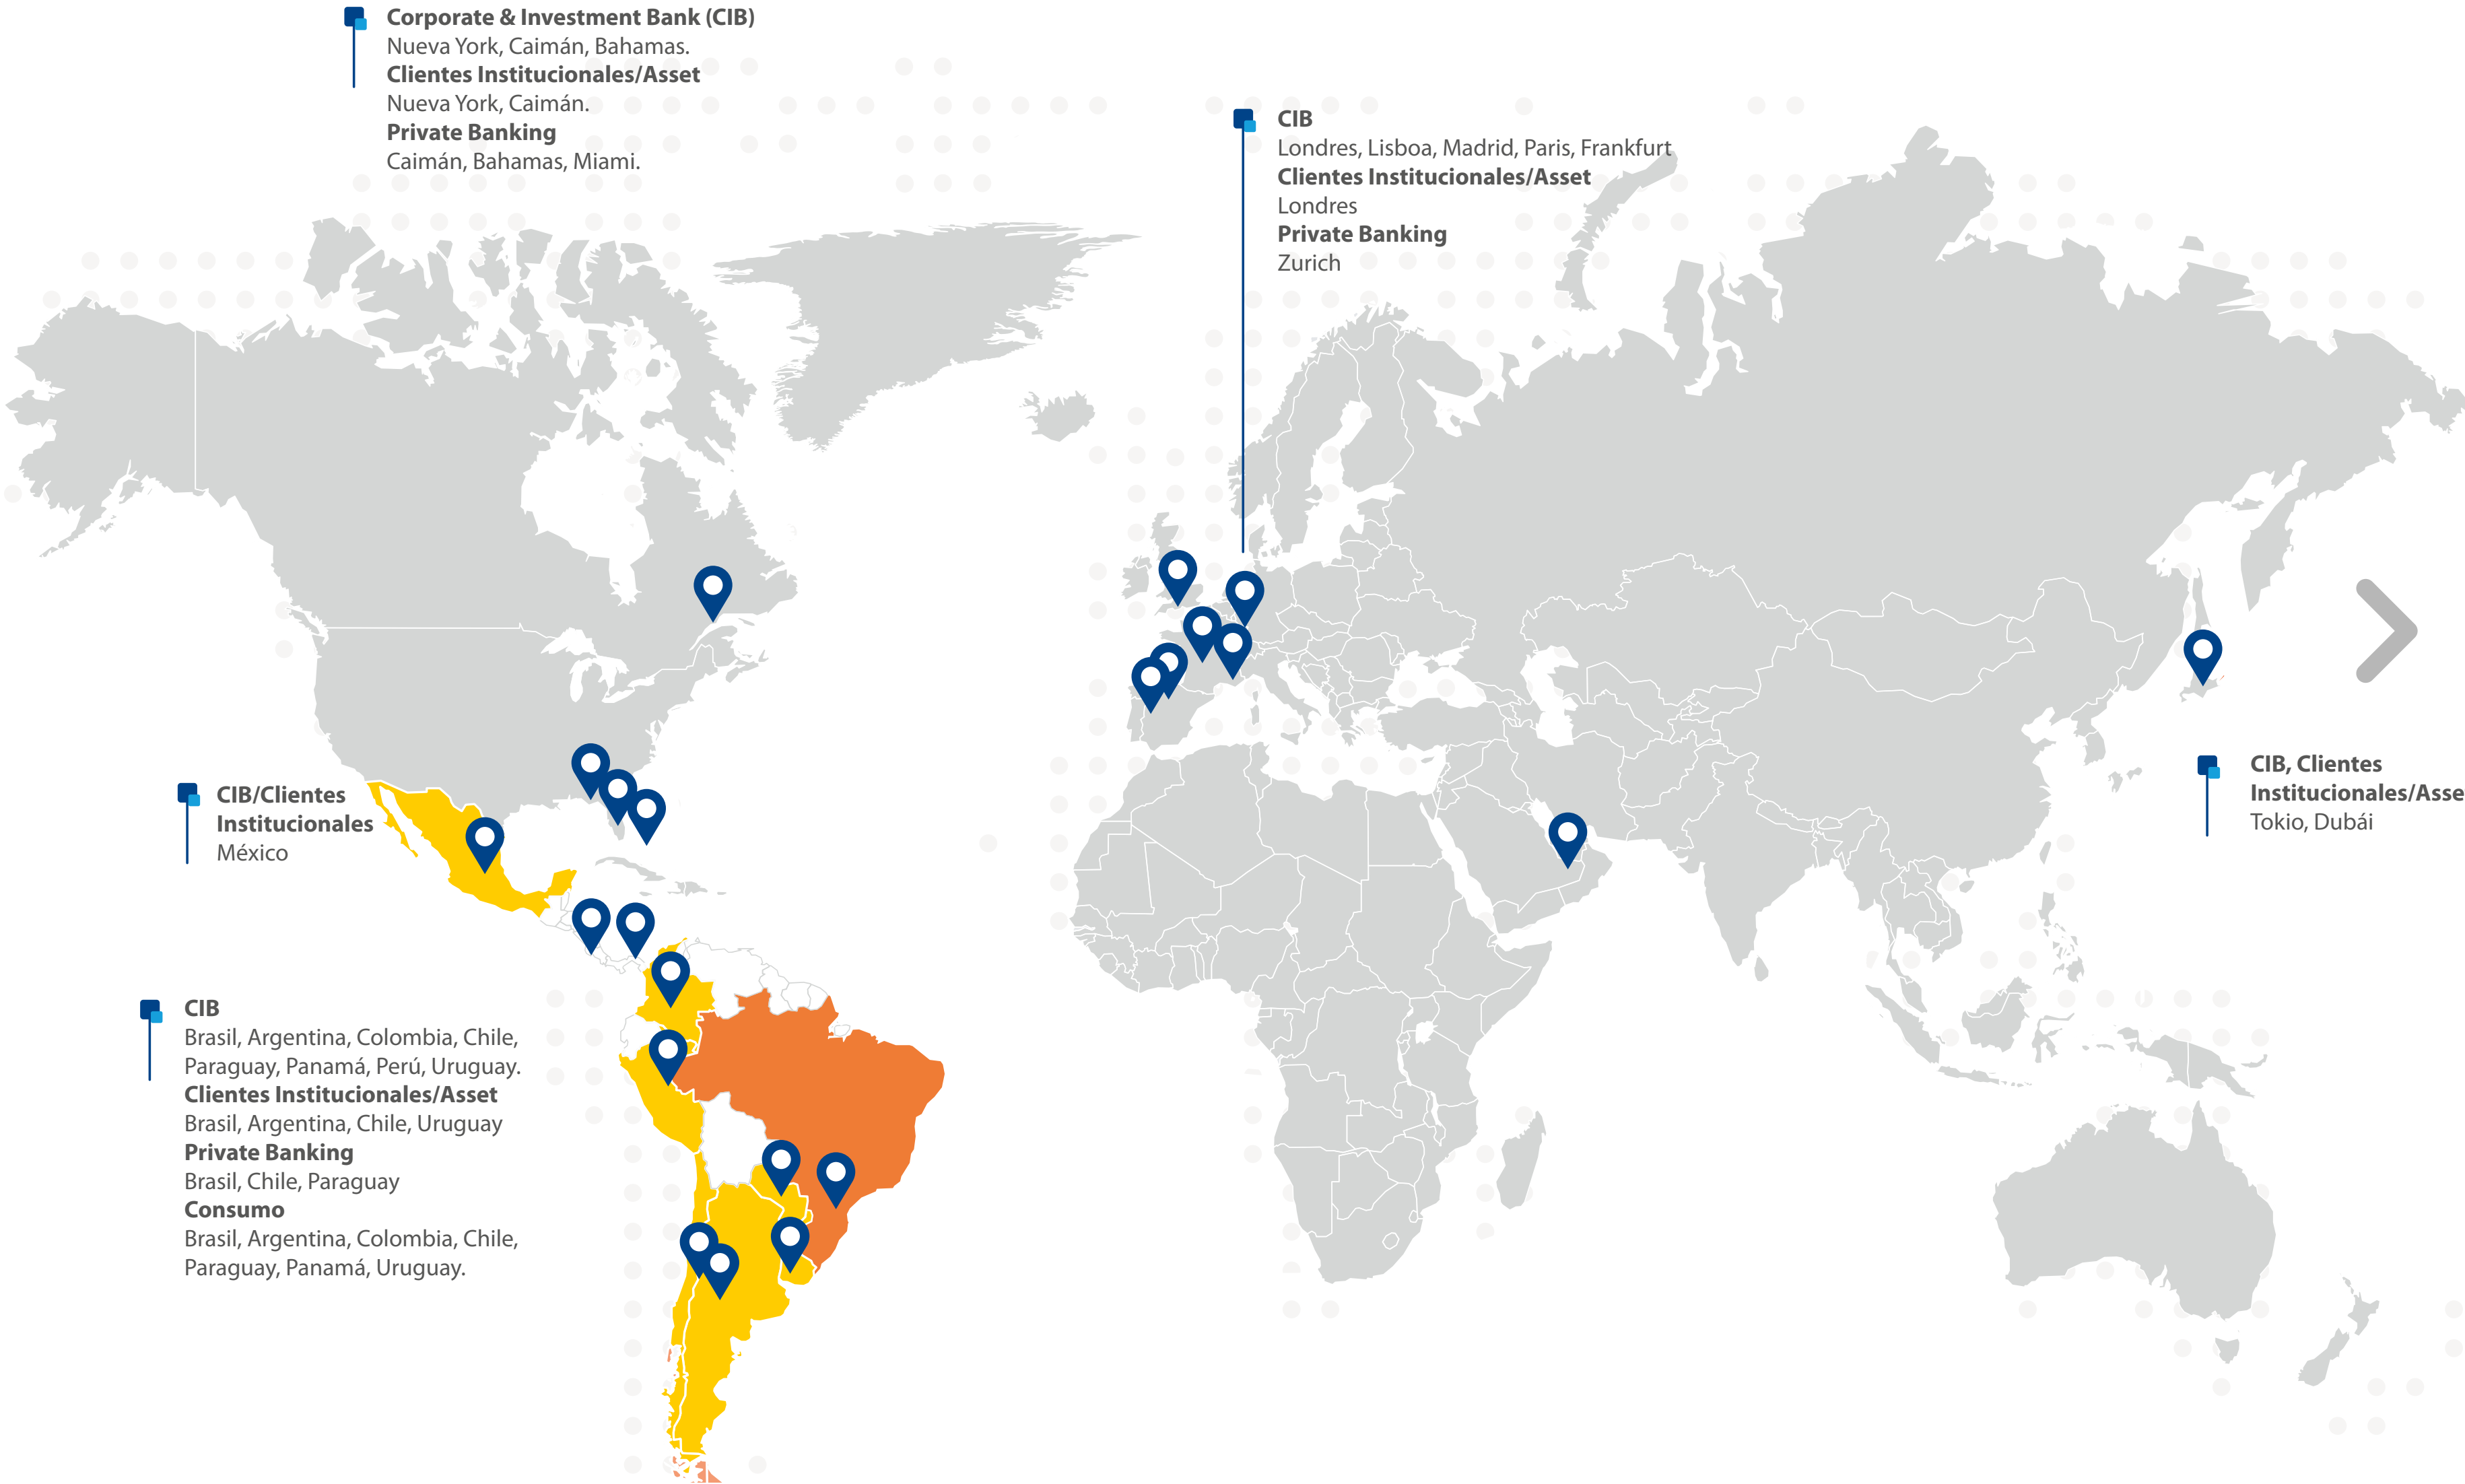 Corporate & Investment Bank (CIB)
Nueva York, Caimán, Bahamas.
Clientes Institucionales/Asset
Nueva York, Caimán.
Private Banking
Caimán, Bahamas, Miami.
CIB
Londres, Lisboa, Madrid, Paris, Frankfurt
Clientes Institucionales/Asset
Londres
Private Banking
Zurich
CIB/Clientes
Institucionales
México
CIB, Clientes
Institucionales/Asse
Tokio, Dubái
CIB
Brasil, Argentina, Colombia, Chile,
Paraguay, Panamá, Perú, Uruguay.
Clientes Institucionales/Asset
Brasil, Argentina, Chile, Uruguay
Private Banking
Brasil, Chile, Paraguay
Consumo
Brasil, Argentina, Colombia, Chile,
Paraguay, Panamá, Uruguay.